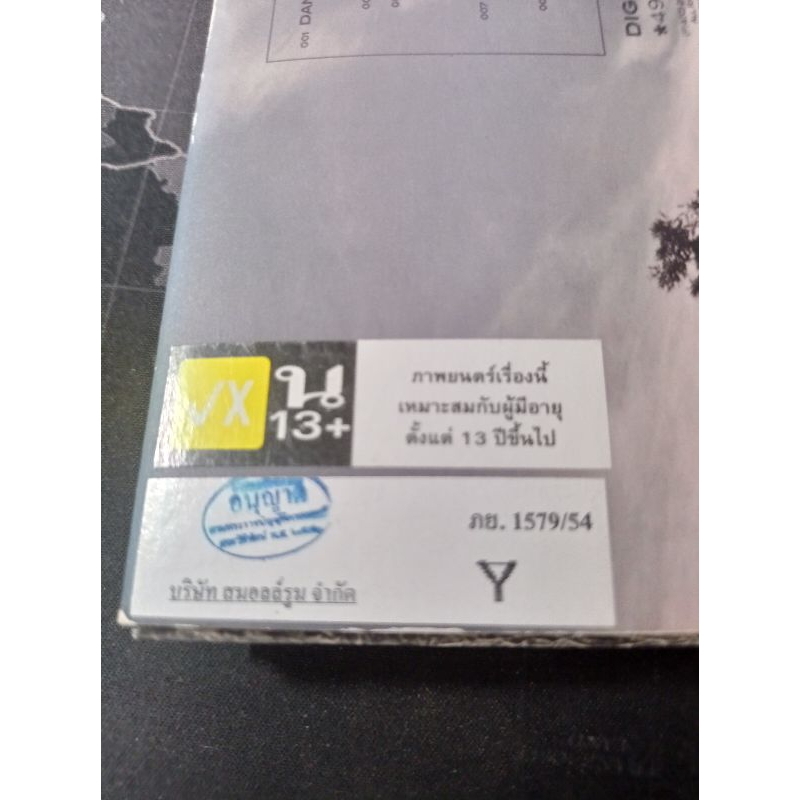 001 DAN
007
DIG
*49
√X น
13+
ภาพยนตร์เรื่องนี้
เหมาะสมกับผู้มีอายุ
ตั้งแต่ 13 ปีขึ้นไป
อนุญาต
ภย. 1579/54
บริษัท สมอลล์รูม จำกัด